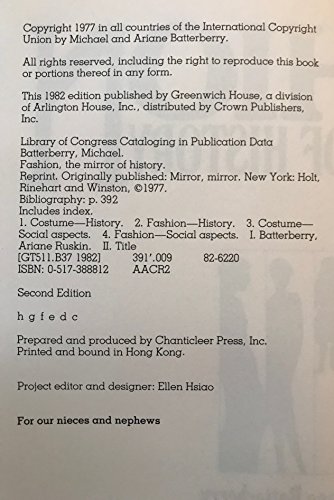 Copyright 1977 in all countries of the International Copyright
Union by Michael and Ariane Batterberry.
All rights reserved, including the right to reproduce this book
or portions thereof in any form.
This 1982 edition published by Greenwich House, a division
of Arlington House, Inc., distributed by Crown Publishers,
Inc.
Library of Congress Cataloging in Publication Data
Batterberry, Michael.
Fashion, the mirror of history.
Reprint. Originally published: Mirror, mirror. New York: Holt,
Rinehart and Winston, ©1977.
Bibliography: p. 392
Includes index.
1. Costume—History. 2. Fashion—History. 3. Costume—
Social aspects. 4. Fashion—Social aspects. I. Batterberry,
Ariane Ruskin. II. Title
[GT511.B37 1982] 391'.009 82-6220
ISBN: 0-517-388812 AACR2
Second Edition
h g f e d c
Prepared and produced by Chanticleer Press, Inc.
Printed and bound in Hong Kong.
Project editor and designer: Ellen Hsiao
For our nieces and nephews